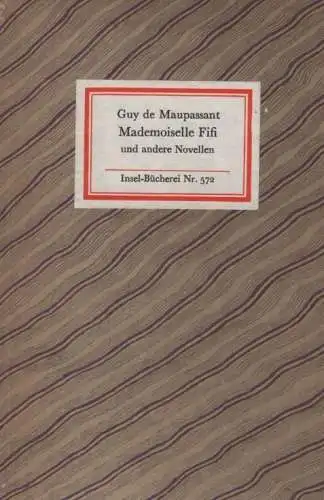 Guy de Maupassant
Mademoiselle Fifi
und andere Novellen
Insel-Bücherei Nr. 572